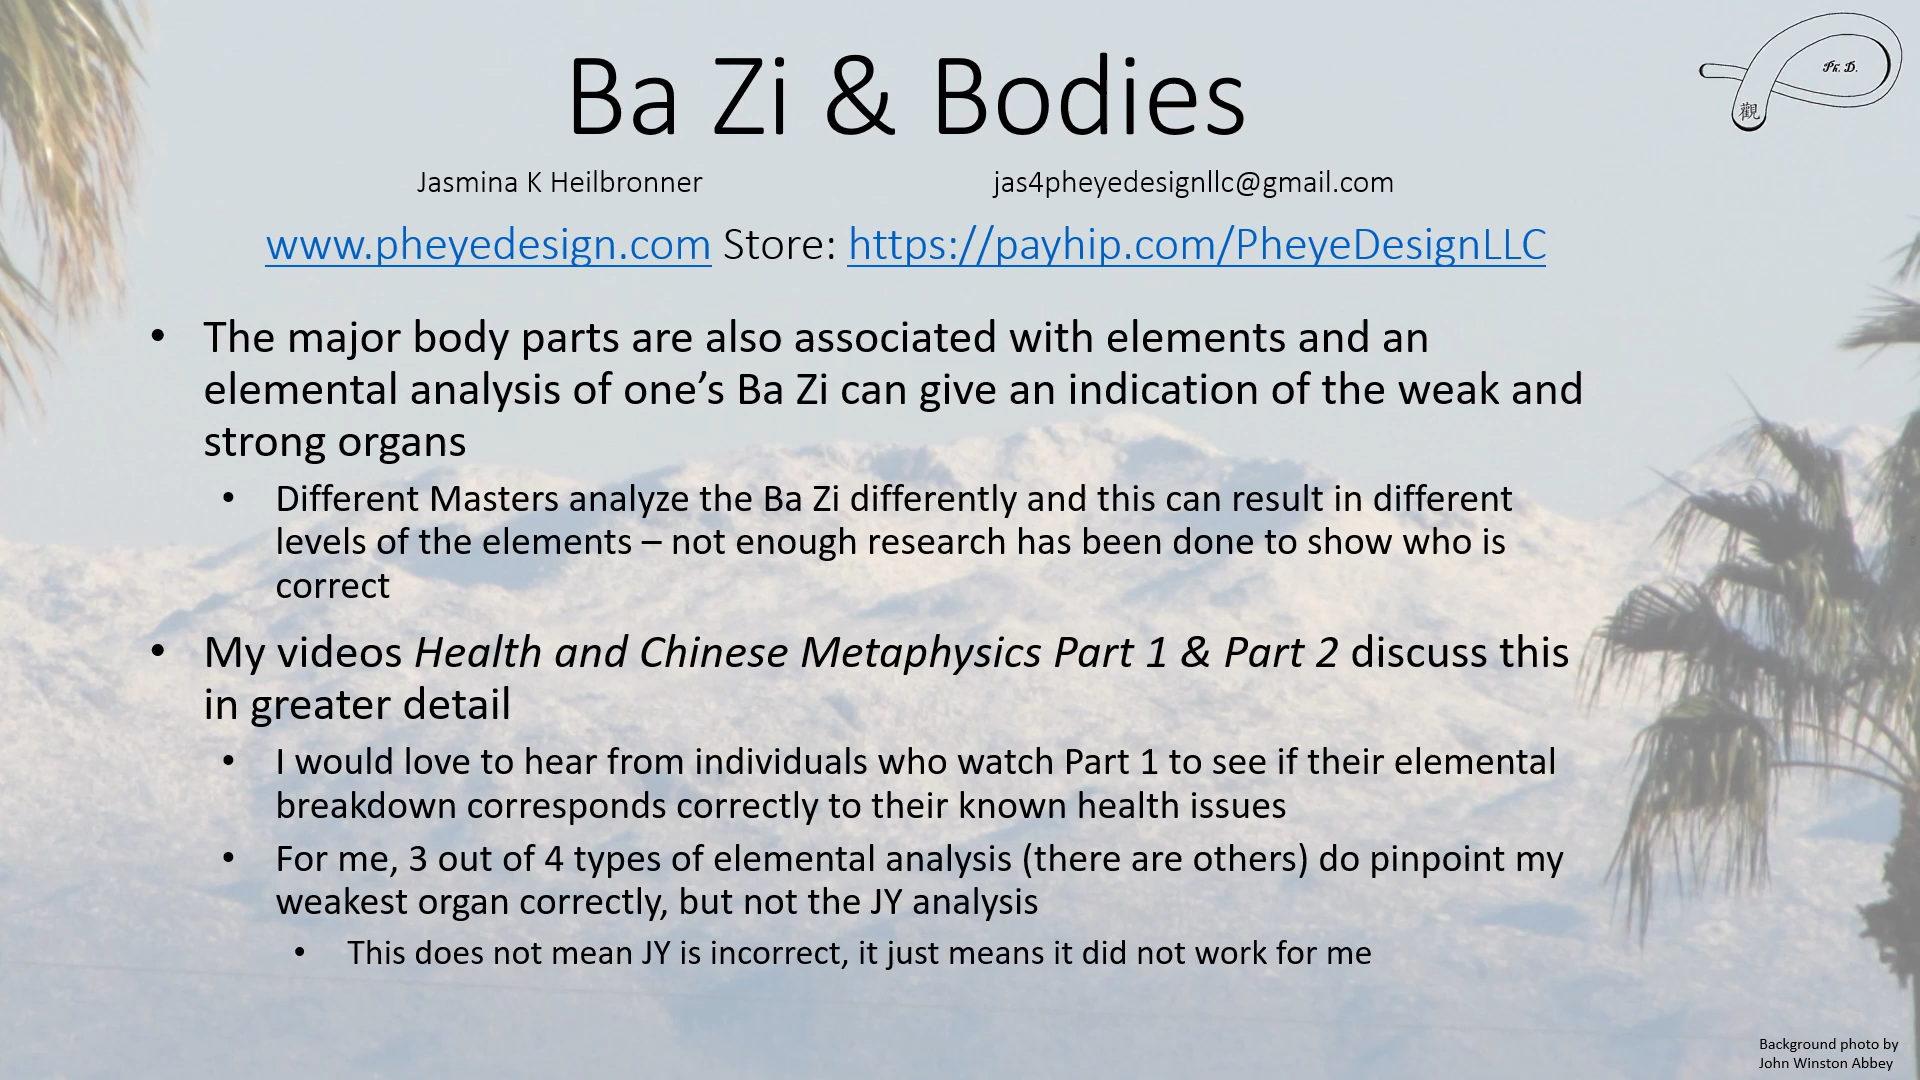 Ba Zi & Bodies
Ph. D.
觀
Jasmina K Heilbronner jas4pheyedesignllc@gmail.com
www.pheyedesign.com Store: https://payhip.com/PheyeDesignLLC
• The major body parts are also associated with elements and an
elemental analysis of one’s Ba Zi can give an indication of the weak and
strong organs
• Different Masters analyze the Ba Zi differently and this can result in different
levels of the elements – not enough research has been done to show who is
correct
• My videos Health and Chinese Metaphysics Part 1 & Part 2 discuss this
in greater detail
• I would love to hear from individuals who watch Part 1 to see if their elemental
breakdown corresponds correctly to their known health issues
• For me, 3 out of 4 types of elemental analysis (there are others) do pinpoint my
weakest organ correctly, but not the JY analysis
• This does not mean JY is incorrect, it just means it did not work for me
Background photo by
John Winston Abbey